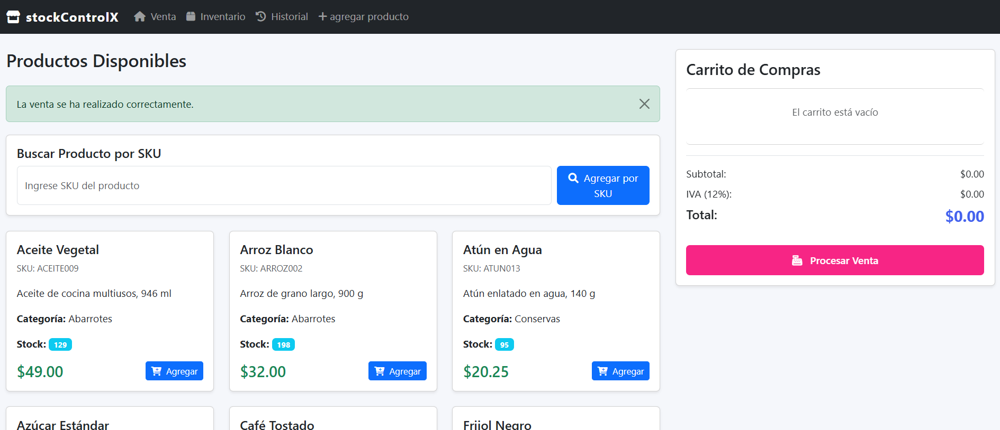 stockControlX
Venta
Inventario
Historial
+ agregar producto
Productos Disponibles
La venta se ha realizado correctamente.
Buscar Producto por SKU
Ingrese SKU del producto
Agregar por
SKU
Aceite Vegetal
SKU: ACEITE009
Aceite de cocina multiusos, 946 ml
Categoría: Abarrotes
Stock: 129
$49.00
Agregar
Arroz Blanco
SKU: ARROZ002
Arroz de grano largo, 900 g
Categoría: Abarrotes
Stock: 198
$32.00
Agregar
Atún en Agua
SKU: ATUN013
Atún enlatado en agua, 140 g
Categoría: Conservas
Stock: 95
$20.25
Agregar
Azúcar Estándar
Café Tostado
Frijol Negro
Carrito de Compras
El carrito está vacío
Subtotal: $0.00
IVA (12%): $0.00
Total: $0.00
Procesar Venta